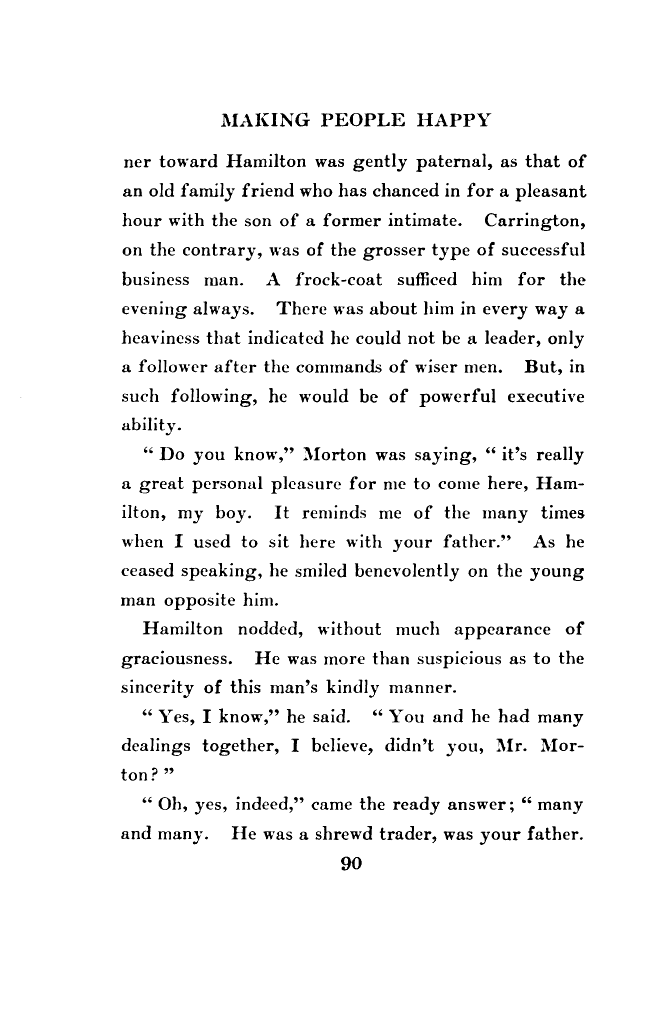 MAKING PEOPLE HAPPY
ner toward Hamilton was gently paternal, as that of
an old family friend who has chanced in for a pleasant
hour with the son of a former intimate. Carrington,
on the contrary, was of the grosser type of successful
business man. A frock-coat sufficed him for the
evening always. There was about him in every way a
heaviness that indicated he could not be a leader, only
a follower after the commands of wiser men. But, in
such following, he would be of powerful executive
ability.
“ Do you know,” Morton was saying, “ it's really
a great personal pleasure for me to come here, Ham-
ilton, my boy. It reminds me of the many times
when I used to sit here with your father.” As he
ceased speaking, he smiled benevolently on the young
man opposite him.
Hamilton nodded, without much appearance of
graciousness. He was more than suspicious as to the
sincerity of this man's kindly manner.
“ Yes, I know,” he said. “ You and he had many
dealings together, I believe, didn't you, Mr. Mor-
ton? ”
“ Oh, yes, indeed,” came the ready answer; “ many
and many. He was a shrewd trader, was your father.
90